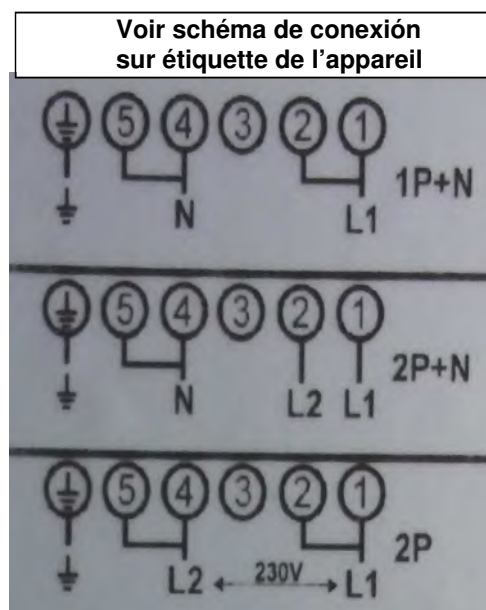 Voir schéma de conexión
sur étiquette de l'appareil
5 4 3 2 1
1P+N
N L1
5 4 3 2 1
2P+N
N L2 L1
5 4 3 2 1
2P
L2 230V L1